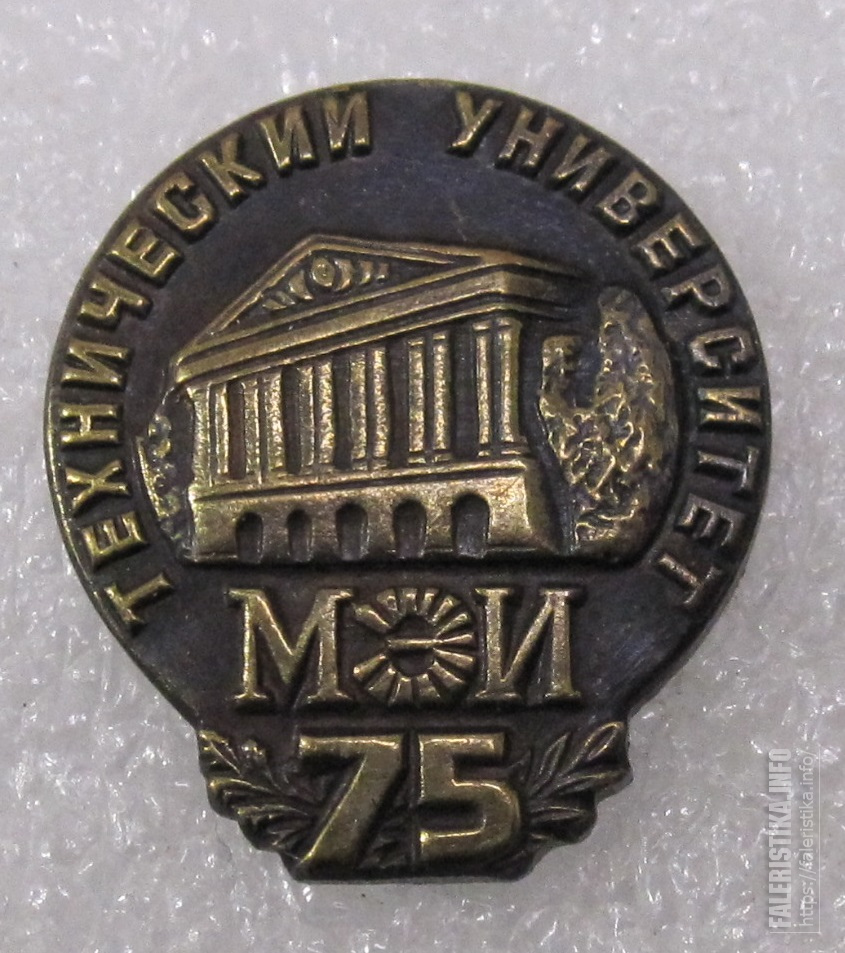 ТЕХНИЧЕСКИЙ УНИВЕРСИТЕТ
МЭИ
75
FALERISTIKA.INFO
https://faleristika.info/